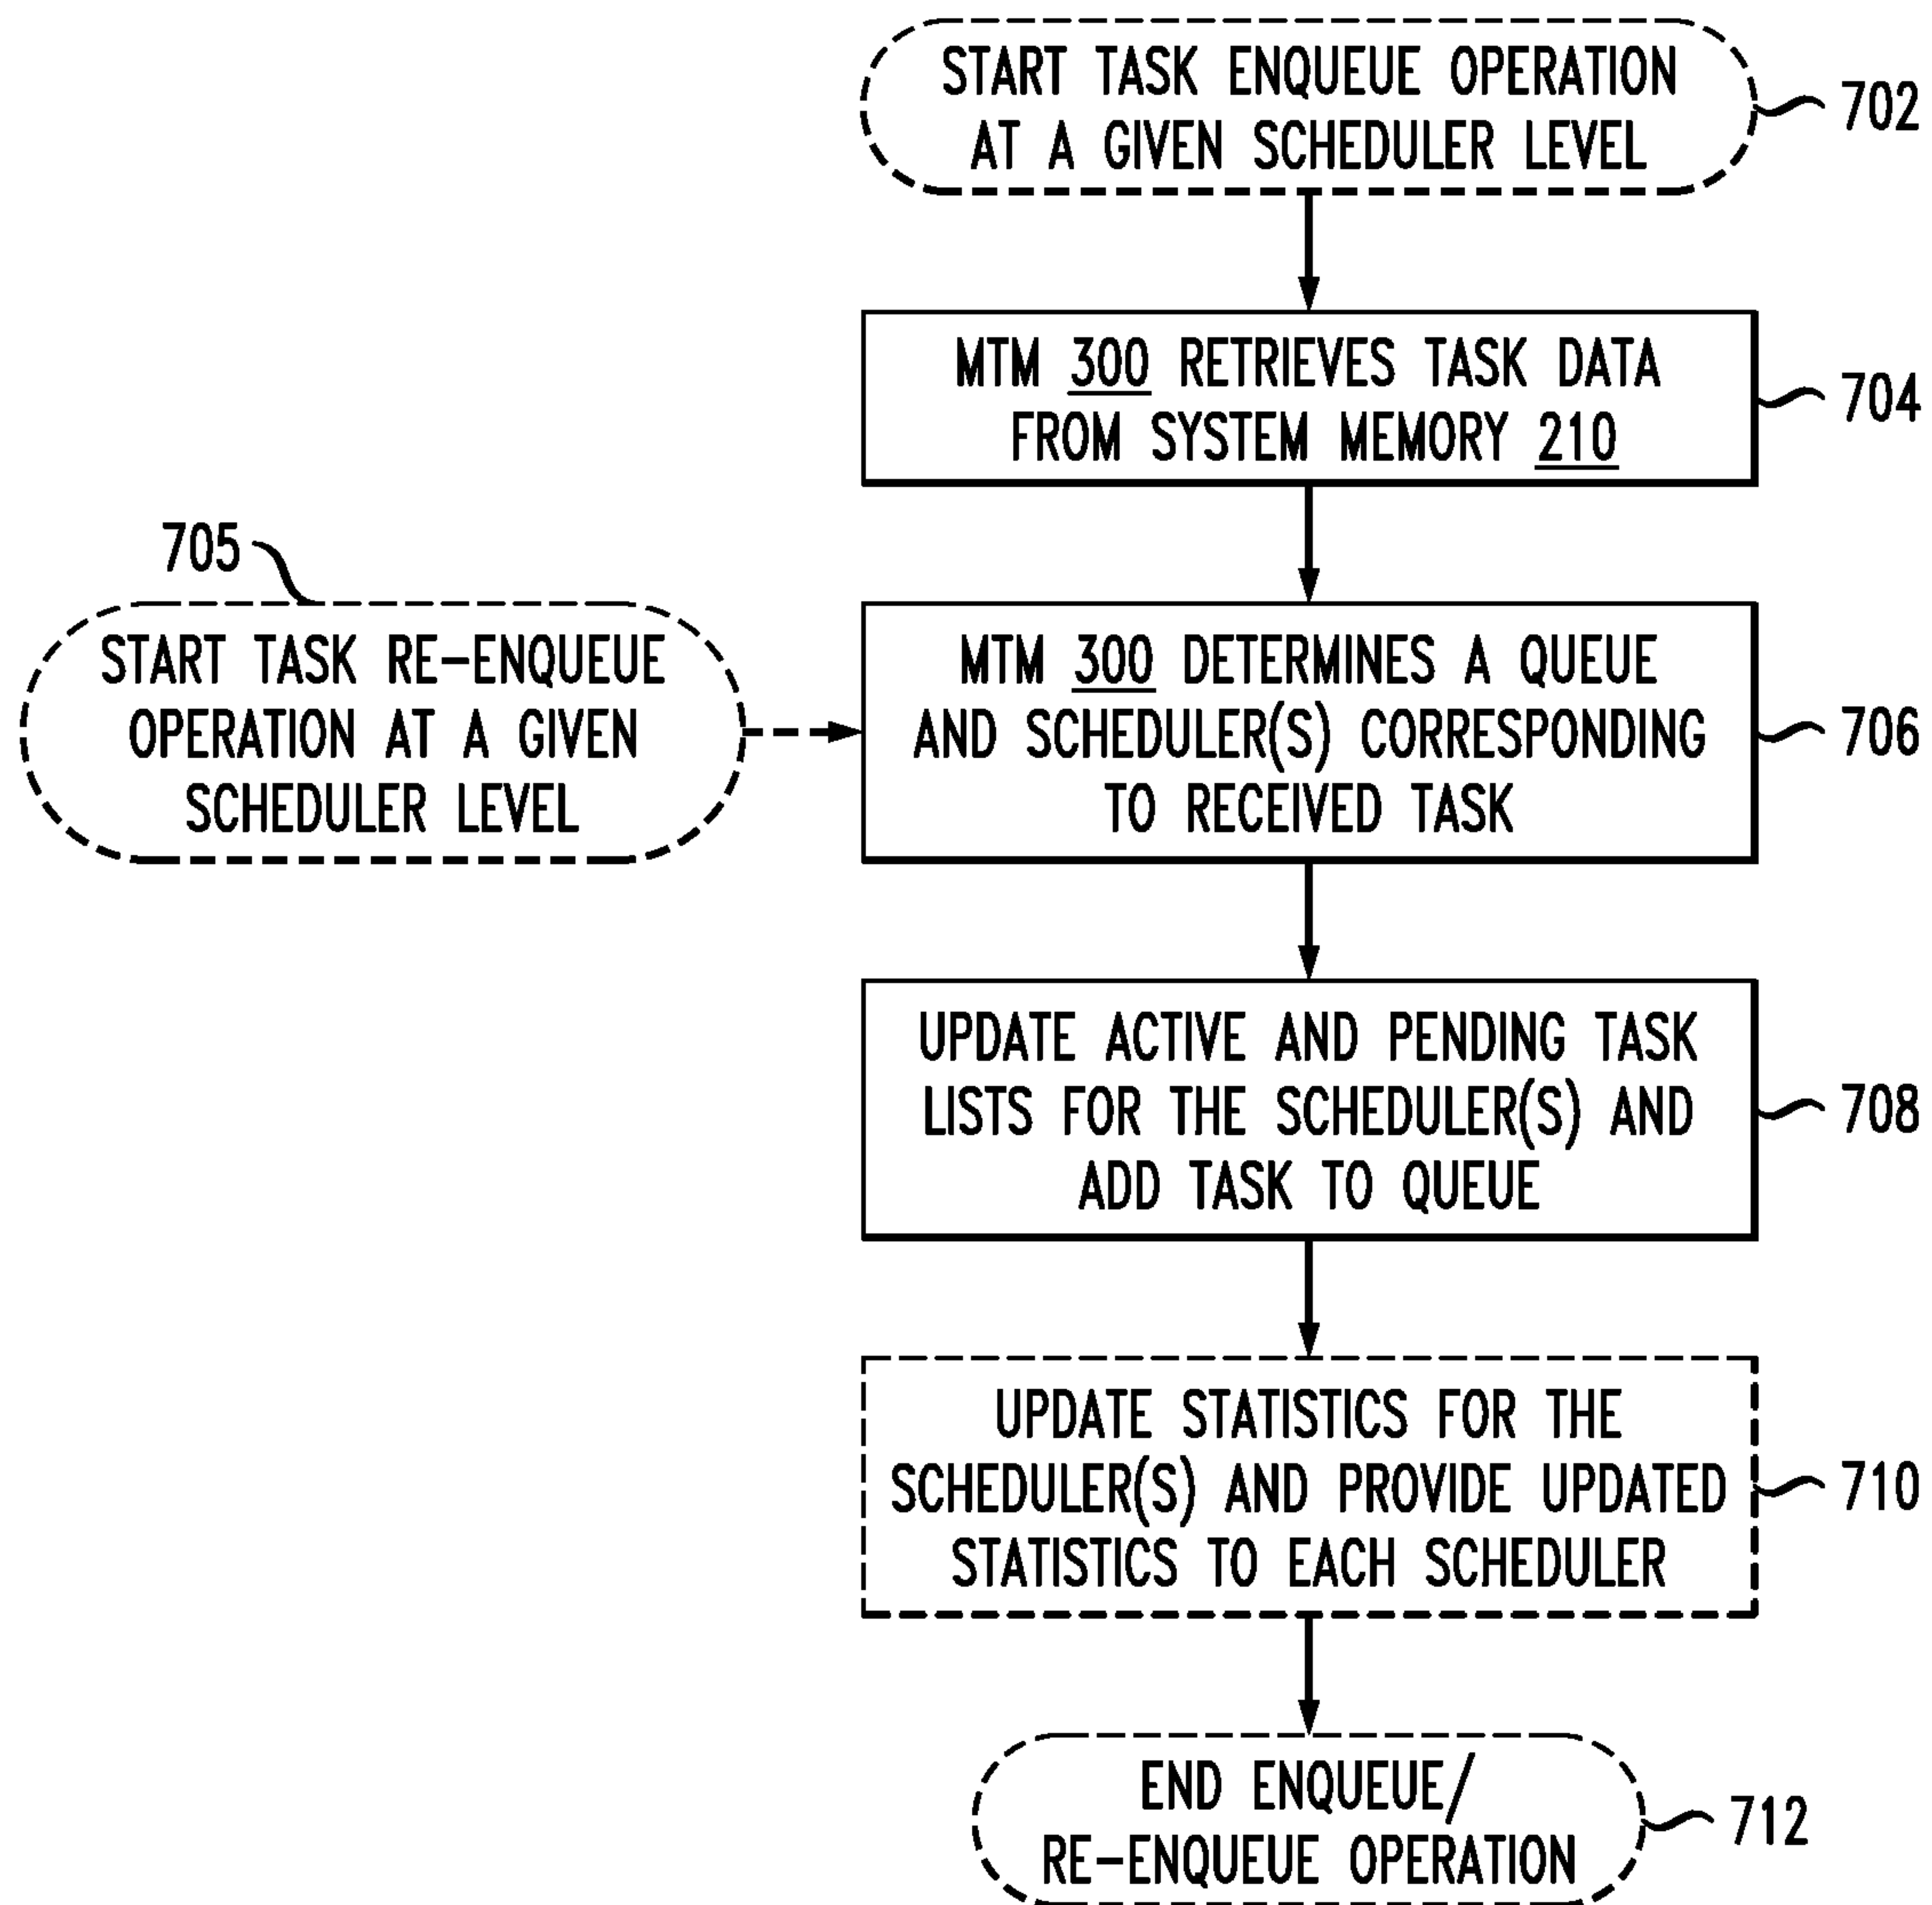 START TASK ENQUEUE OPERATION
AT A GIVEN SCHEDULER LEVEL
702
MTM 300 RETRIEVES TASK DATA
FROM SYSTEM MEMORY 210
704
705
START TASK RE-ENQUEUE
OPERATION AT A GIVEN
SCHEDULER LEVEL
MTM 300 DETERMINES A QUEUE
AND SCHEDULER(S) CORRESPONDING
TO RECEIVED TASK
706
UPDATE ACTIVE AND PENDING TASK
LISTS FOR THE SCHEDULER(S) AND
ADD TASK TO QUEUE
708
UPDATE STATISTICS FOR THE
SCHEDULER(S) AND PROVIDE UPDATED
STATISTICS TO EACH SCHEDULER
710
END ENQUEUE/
RE-ENQUEUE OPERATION
712